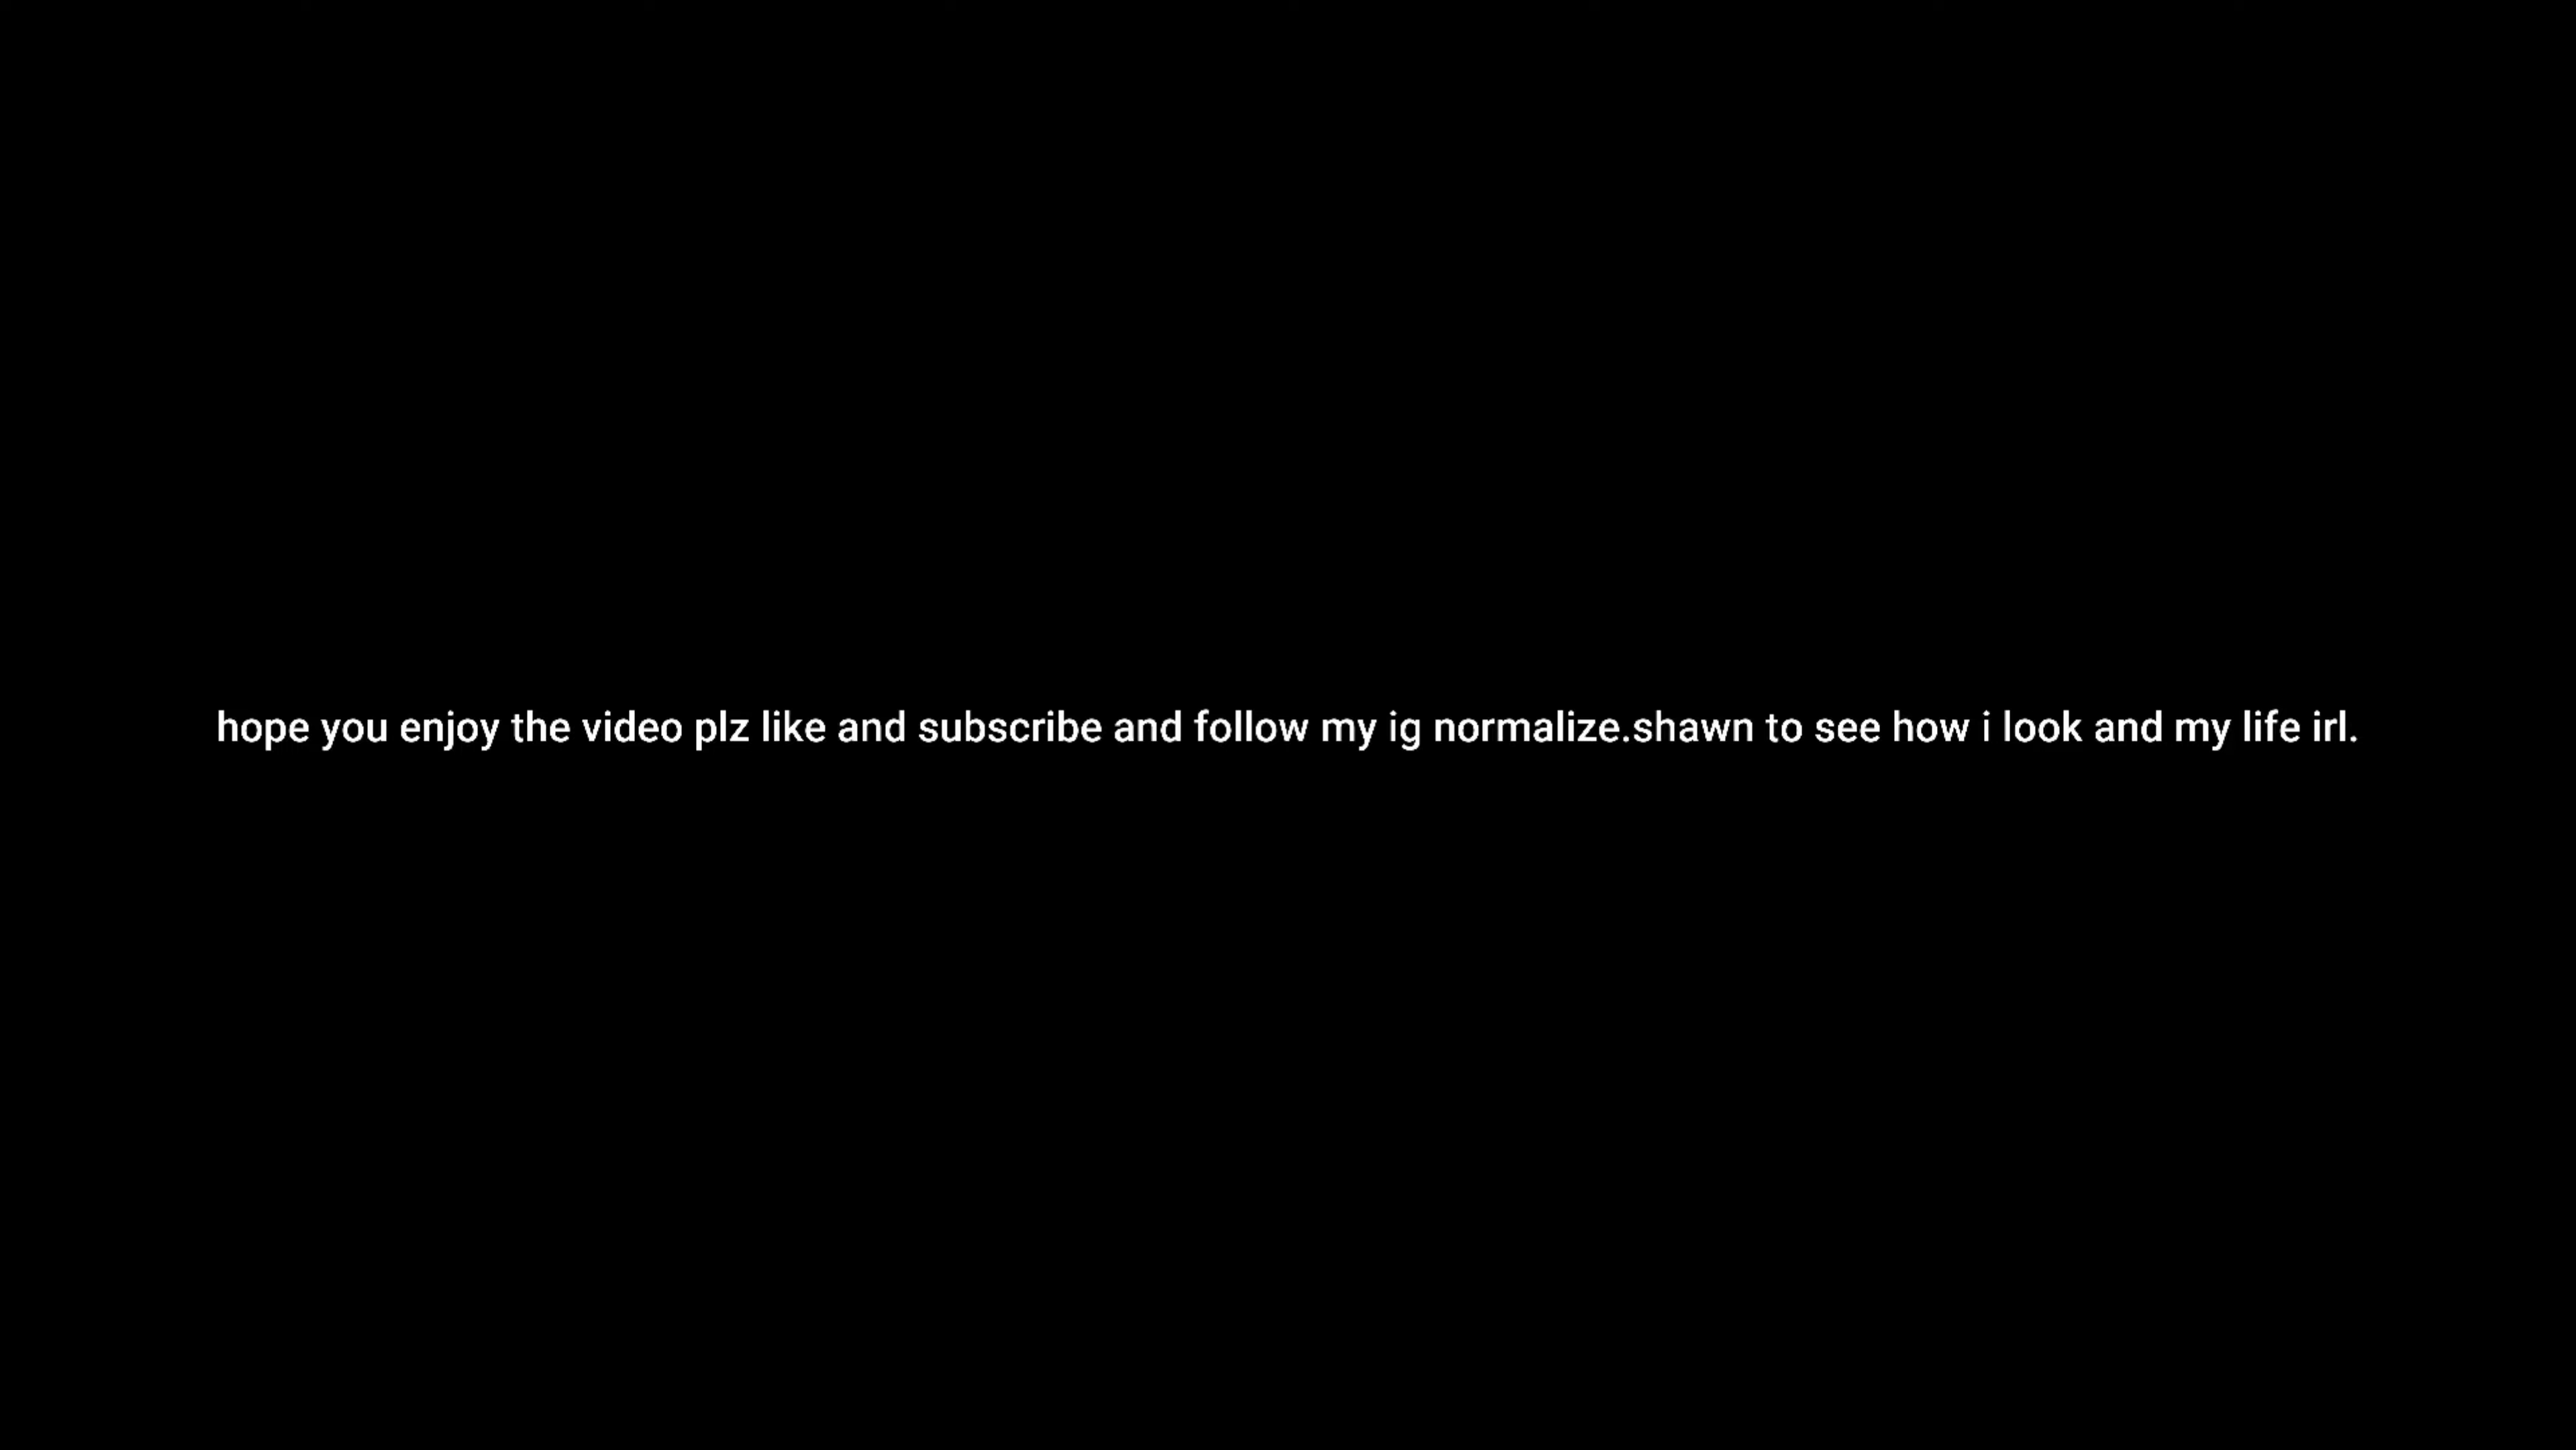 hope you enjoy the video plz like and subscribe and follow my ig normalize.shawn to see how i look and my life irl.